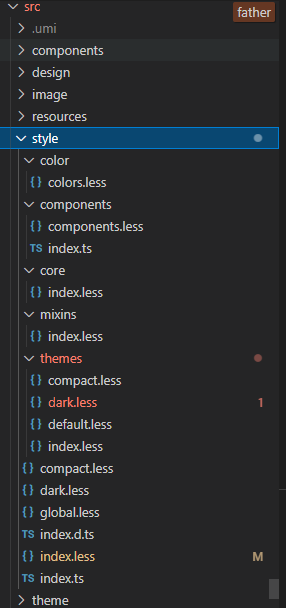 src
father
.umi
components
design
image
resources
style
color
{ } colors.less
components
{ } components.less
TS index.ts
core
{ } index.less
mixins
{ } index.less
themes
{ } compact.less
{ } dark.less 1
{ } default.less
{ } index.less
{ } compact.less
{ } dark.less
{ } global.less
TS index.d.ts
{ } index.less M
TS index.ts
theme